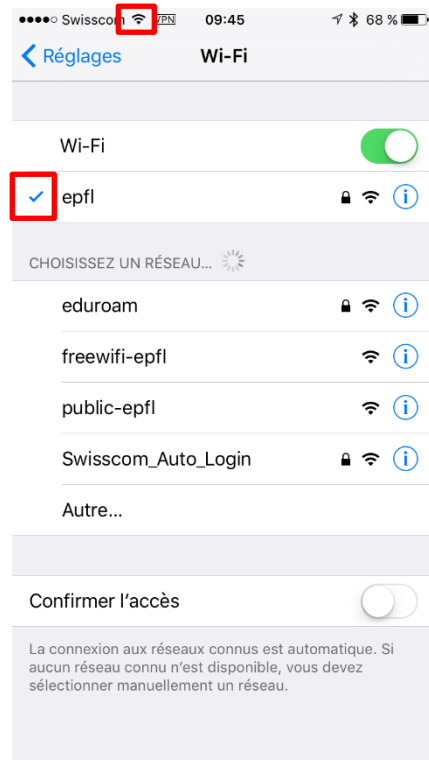 Swisscom VPN 09:45 68 %
Réglages Wi-Fi
Wi-Fi
epfl
CHOISISSEZ UN RÉSEAU...
eduroam
freewifi-epfl
public-epfl
Swisscom_Auto_Login
Autre...
Confirmer l'accès
La connexion aux réseaux connus est automatique. Si
aucun réseau connu n'est disponible, vous devez
sélectionner manuellement un réseau.